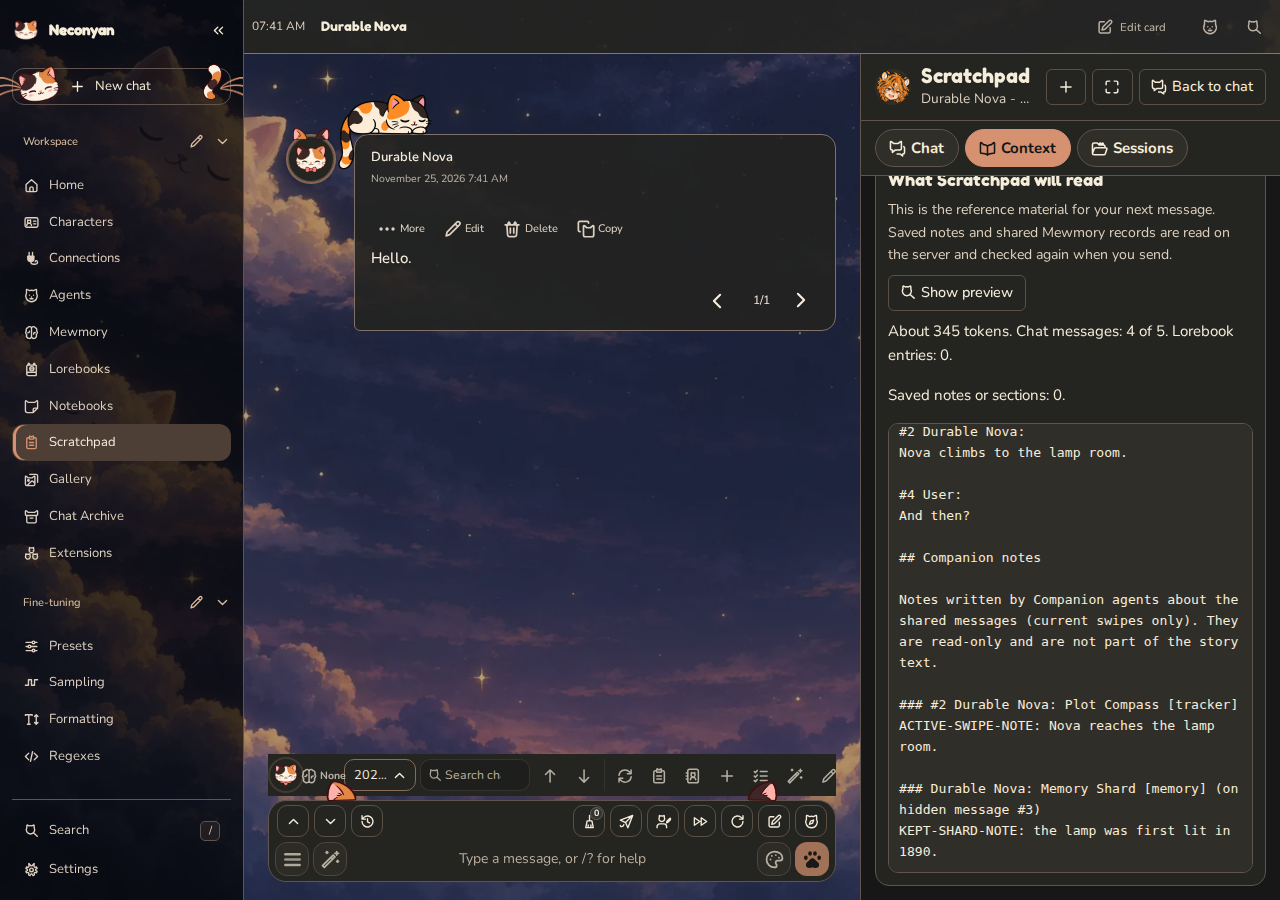 Neconyan
New chat
Workspace
Home
Characters
Connections
Agents
Mewmory
Lorebooks
Notebooks
Scratchpad
Gallery
Chat Archive
Extensions
Fine-tuning
Presets
Sampling
Formatting
Regexes
Search /
Settings
07:41 AM Durable Nova
Edit card
Durable Nova
November 25, 2026 7:41 AM
More Edit Delete Copy
Hello.
1/1
None 202... Search ch
0
Type a message, or /? for help
Scratchpad
Durable Nova - ...
Back to chat
Chat Context Sessions
What Scratchpad will read
This is the reference material for your next message.
Saved notes and shared Mewmory records are read on
the server and checked again when you send.
Show preview
About 345 tokens. Chat messages: 4 of 5. Lorebook
entries: 0.
Saved notes or sections: 0.
#2 Durable Nova:
Nova climbs to the lamp room.
#4 User:
And then?
## Companion notes
Notes written by Companion agents about the
shared messages (current swipes only). They
are read-only and are not part of the story
text.
### #2 Durable Nova: Plot Compass [tracker]
ACTIVE-SWIPE-NOTE: Nova reaches the lamp
room.
### Durable Nova: Memory Shard [memory] (on
hidden message #3)
KEPT-SHARD-NOTE: the lamp was first lit in
1890.